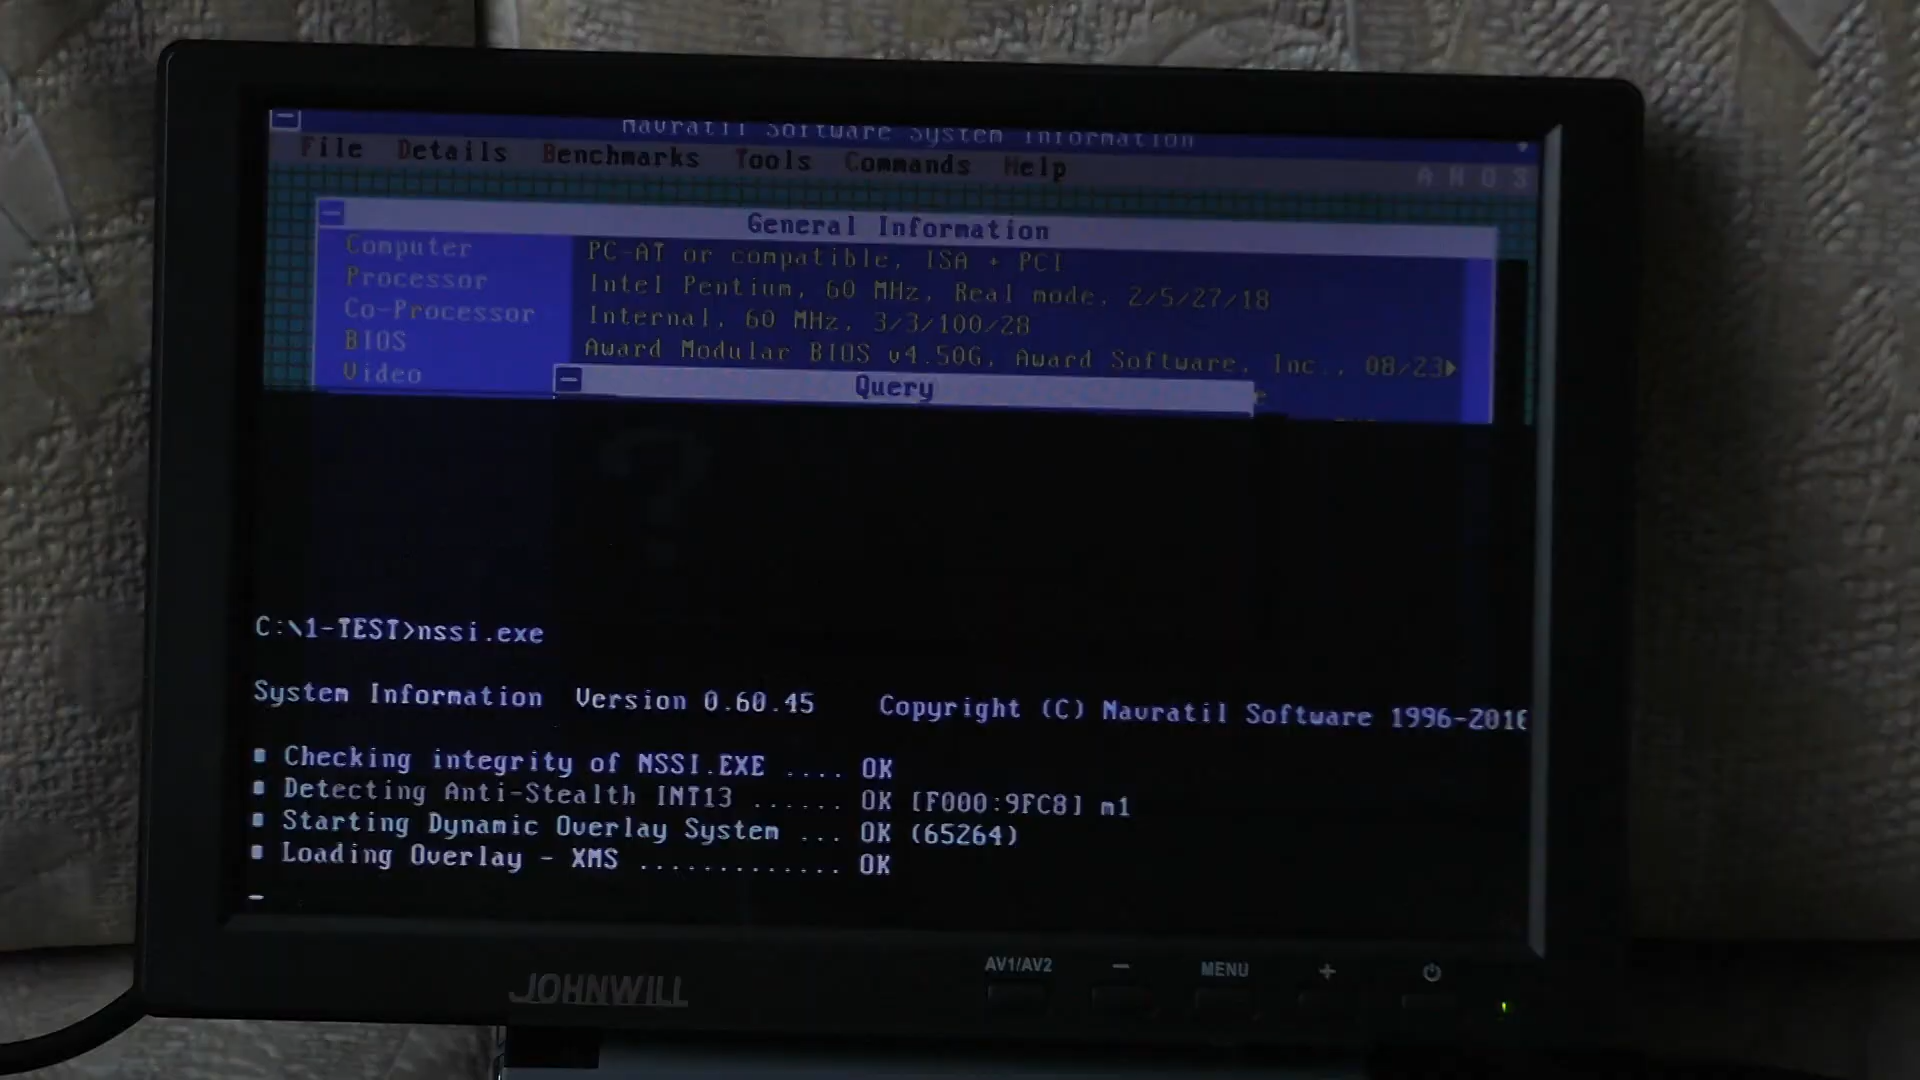 Navratil Software System Information
File Details Benchmarks Tools Commands Help
General Information
Computer PC-AT or compatible, ISA + PCI
Processor Intel Pentium, 60 MHz, Real mode, 2/5/27/18
Co-Processor Internal, 60 MHz, 3/3/100/28
BIOS Award Modular BIOS v4.50G, Award Software, Inc., 08/23
Video
Query
?
C:\1-TEST>nssi.exe
System Information Version 0.60.45 Copyright (C) Navratil Software 1996-201
Checking integrity of NSSI.EXE .... OK
Detecting Anti-Stealth INT13 ...... OK [F000:9FC8] m1
Starting Dynamic Overlay System ... OK (65264)
Loading Overlay - XMS ............. OK
_
JOHNWILL
AV1/AV2 − MENU +